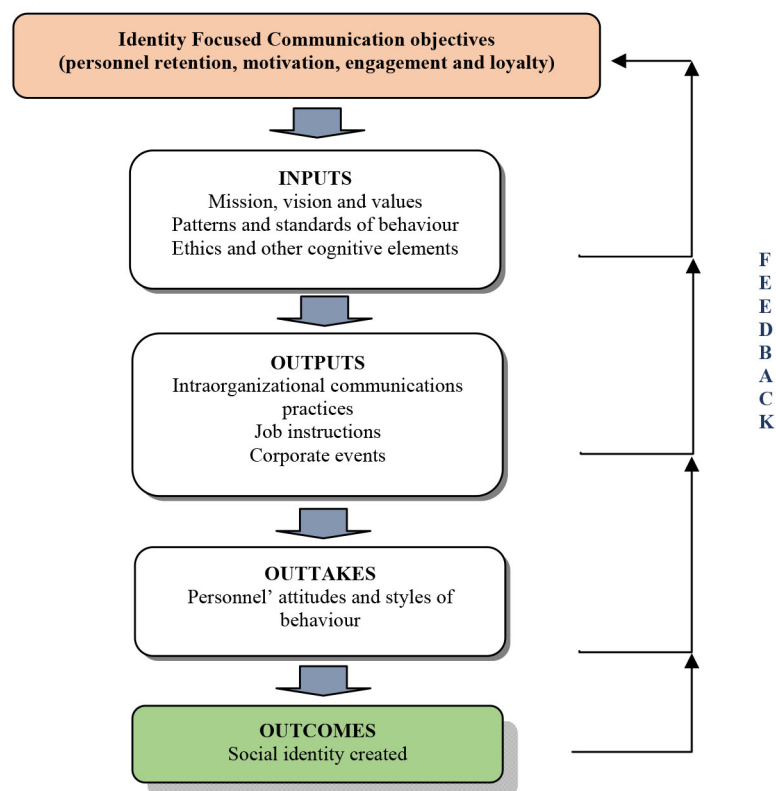 Identity Focused Communication objectives
(personnel retention, motivation, engagement and loyalty)
INPUTS
Mission, vision and values
Patterns and standards of behaviour
Ethics and other cognitive elements
OUTPUTS
Intraorganizational communications
practices
Job instructions
Corporate events
OUTTAKES
Personnel’ attitudes and styles of
behaviour
OUTCOMES
Social identity created
F
E
E
D
B
A
C
K